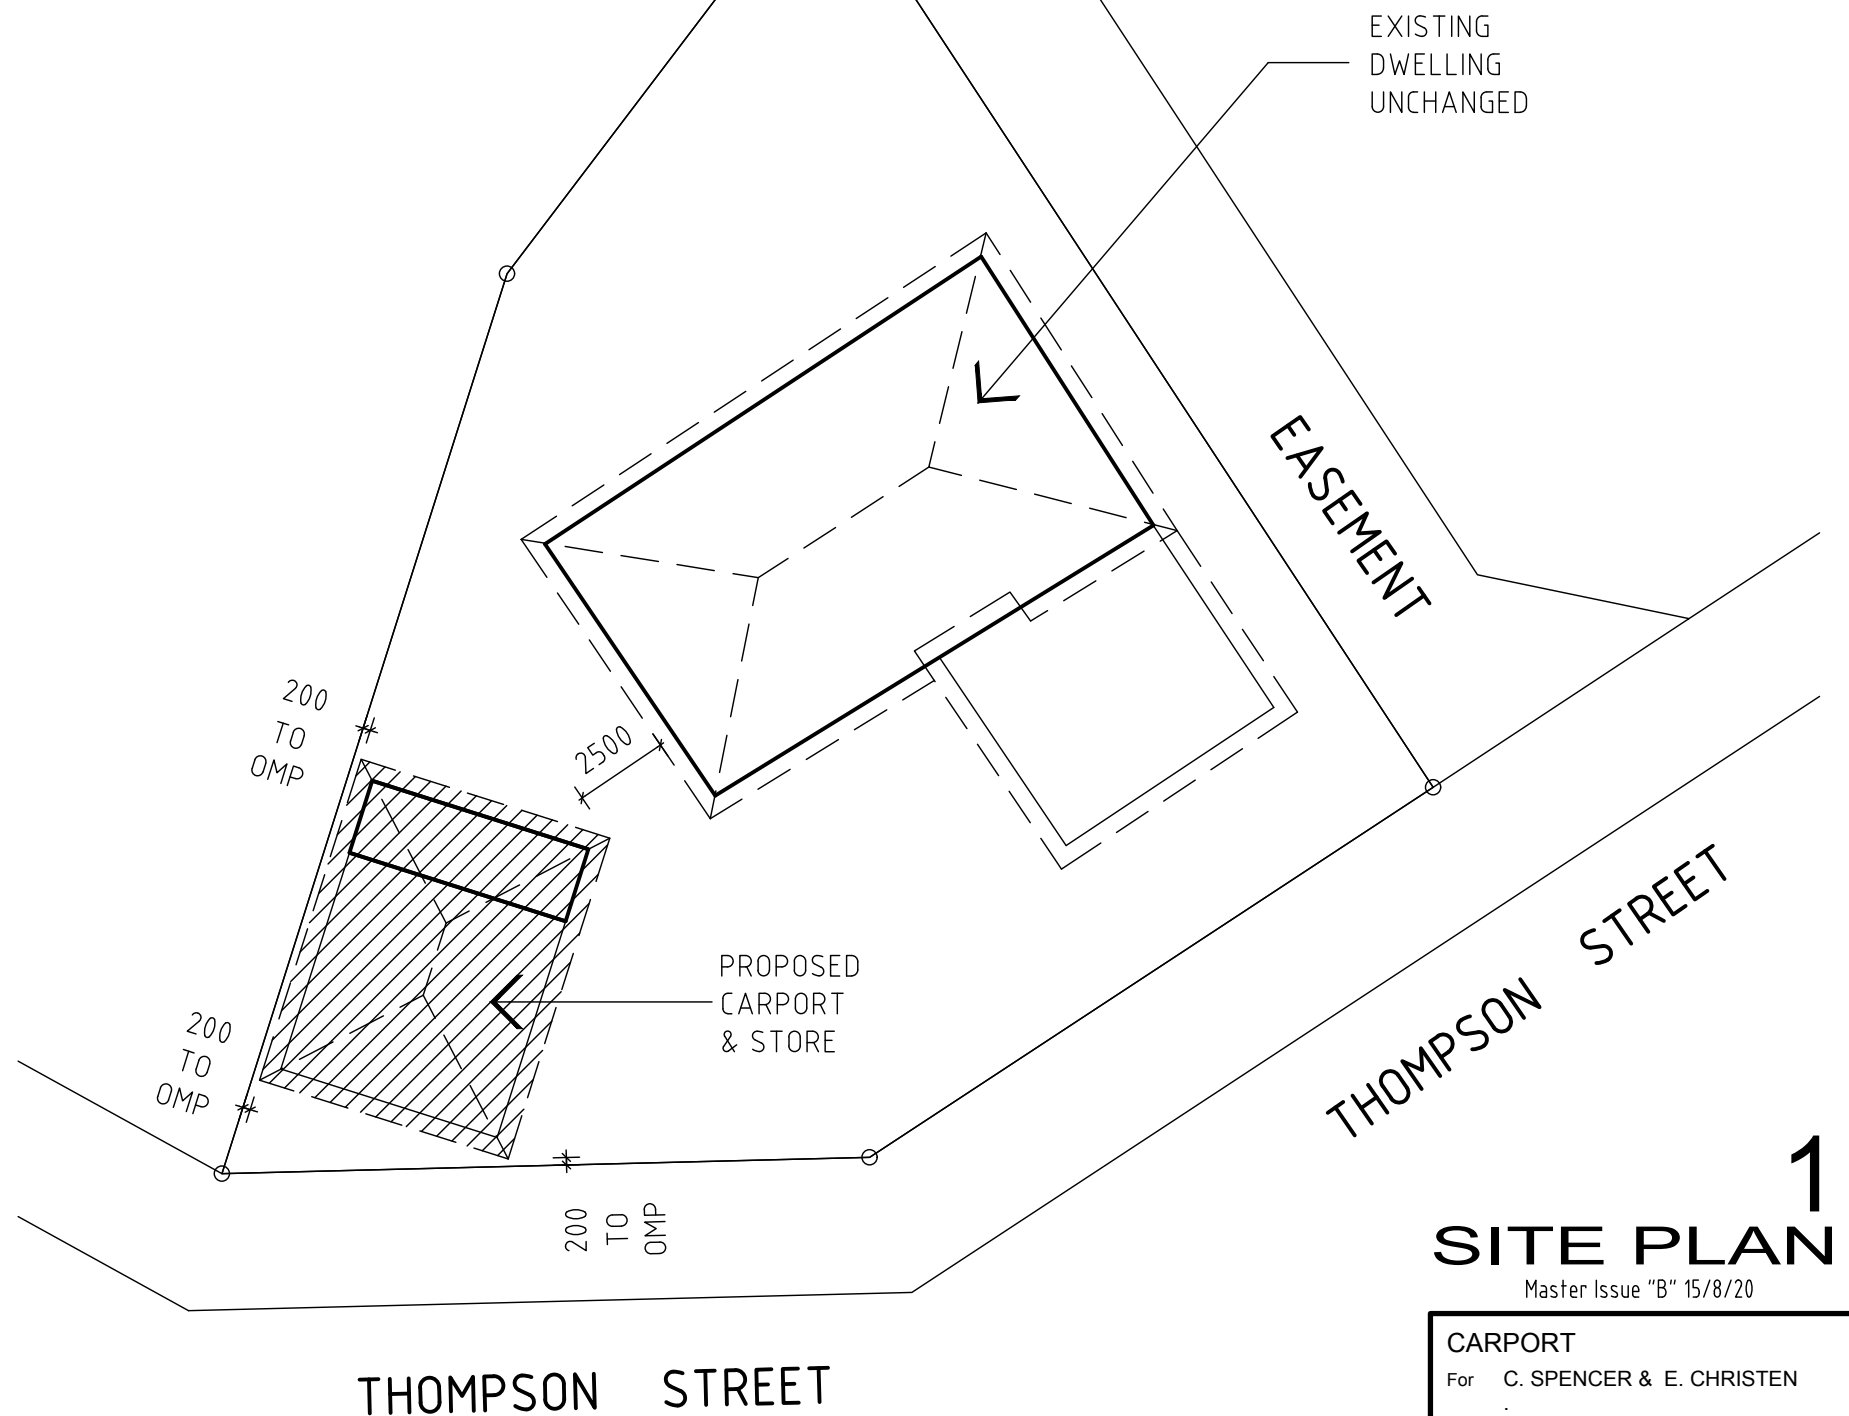 EXISTING
DWELLING
UNCHANGED
EASEMENT
200
TO
OMP
2500
PROPOSED
CARPORT
& STORE
200
TO
OMP
200
TO
OMP
THOMPSON STREET
THOMPSON STREET
1
SITE PLAN
Master Issue "B" 15/8/20
CARPORT
For C. SPENCER & E. CHRISTEN